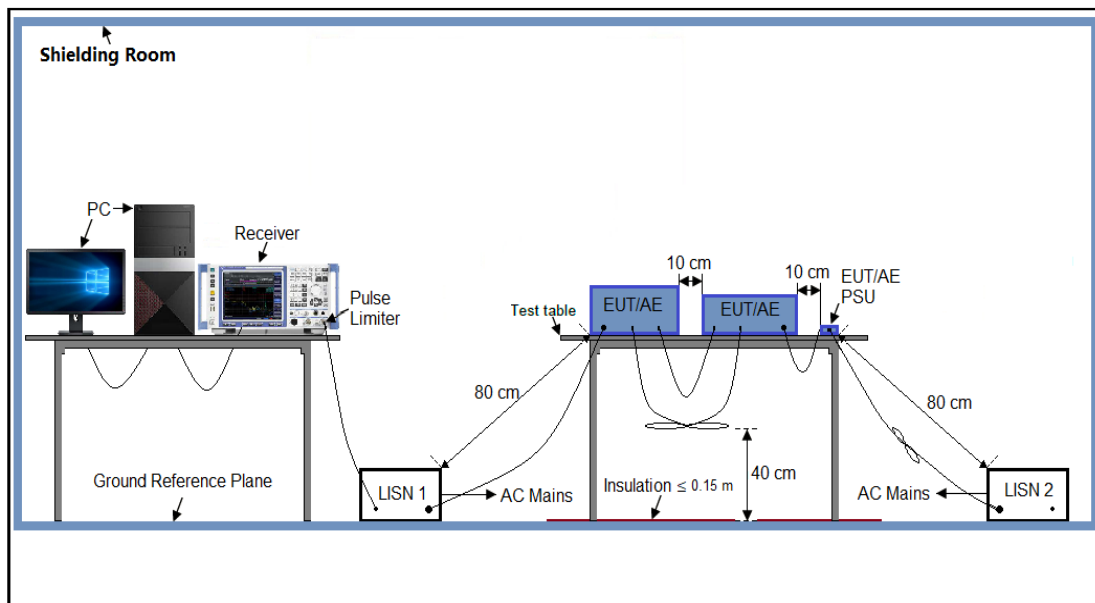 Shielding Room
PC
Receiver
Pulse
Limiter
10 cm
10 cm
EUT/AE
PSU
EUT/AE
EUT/AE
Test table
80 cm
80 cm
40 cm
Ground Reference Plane
LISN 1
AC Mains
Insulation ≤ 0.15 m
AC Mains
LISN 2